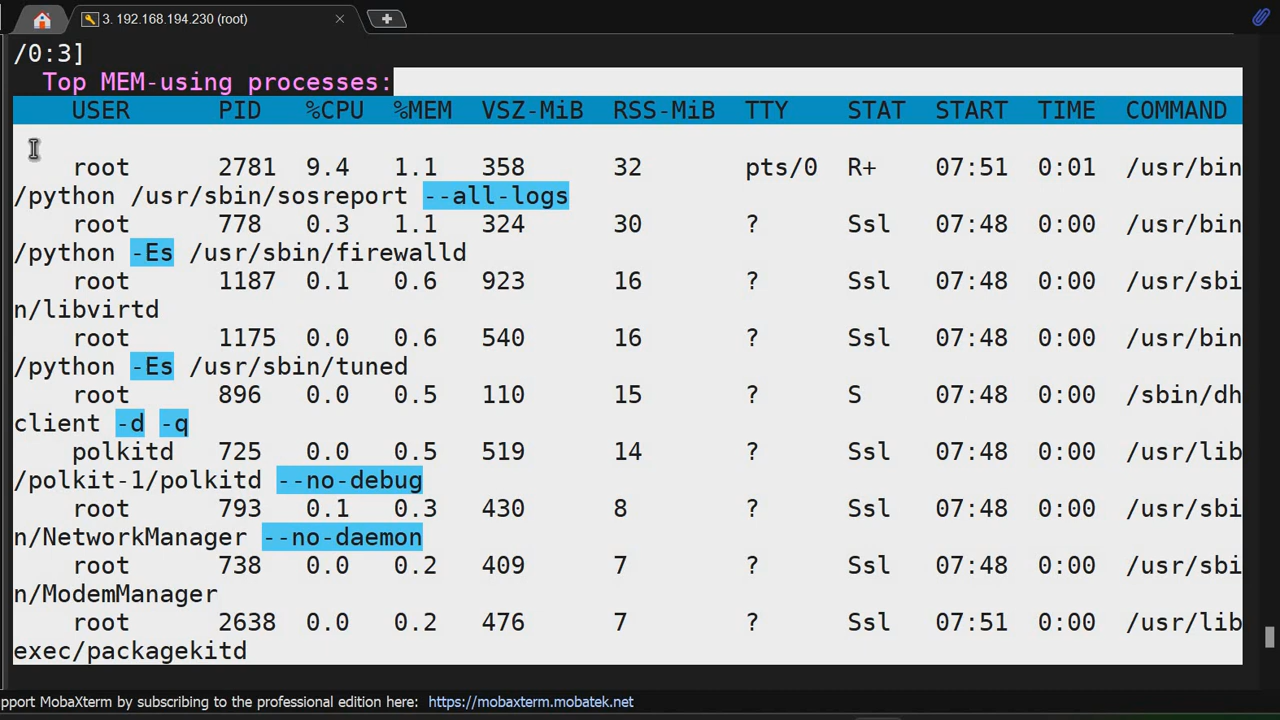 3. 192.168.194.230 (root)
/0:3]
Top MEM-using processes:
USER PID %CPU %MEM VSZ-MiB RSS-MiB TTY STAT START TIME COMMAND
root 2781 9.4 1.1 358 32 pts/0 R+ 07:51 0:01 /usr/bin
/python /usr/sbin/sosreport --all-logs
root 778 0.3 1.1 324 30 ? Ssl 07:48 0:00 /usr/bin
/python -Es /usr/sbin/firewalld
root 1187 0.1 0.6 923 16 ? Ssl 07:48 0:00 /usr/sbi
n/libvirtd
root 1175 0.0 0.6 540 16 ? Ssl 07:48 0:00 /usr/bin
/python -Es /usr/sbin/tuned
root 896 0.0 0.5 110 15 ? S 07:48 0:00 /sbin/dh
client -d -q
polkitd 725 0.0 0.5 519 14 ? Ssl 07:48 0:00 /usr/lib
/polkit-1/polkitd --no-debug
root 793 0.1 0.3 430 8 ? Ssl 07:48 0:00 /usr/sbi
n/NetworkManager --no-daemon
root 738 0.0 0.2 409 7 ? Ssl 07:48 0:00 /usr/sbi
n/ModemManager
root 2638 0.0 0.2 476 7 ? Ssl 07:51 0:00 /usr/lib
exec/packagekitd
pport MobaXterm by subscribing to the professional edition here: https://mobaxterm.mobatek.net